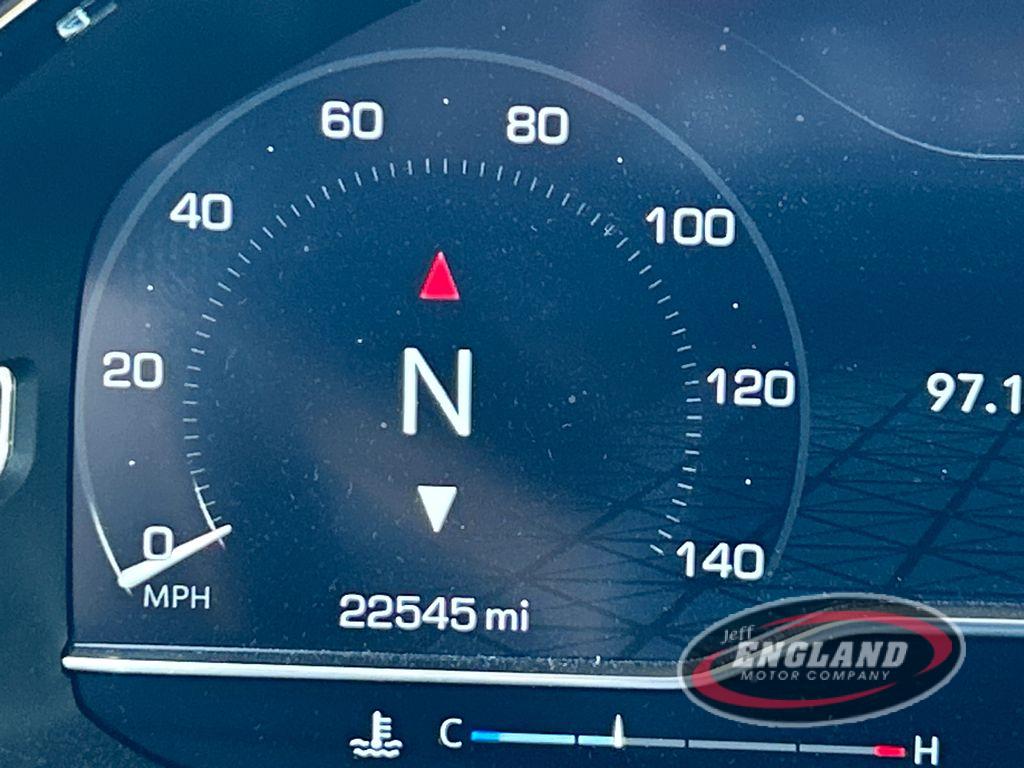 60
80
40
100
20
N
120
97.1
0
140
MPH
22545 mi
Jeff
ENGLAND
MOTOR COMPANY
C
H